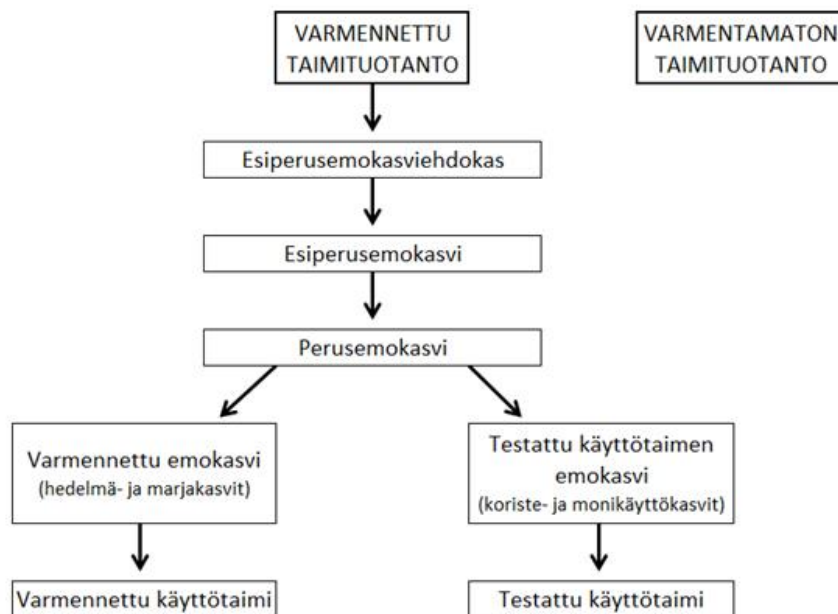 VARMENNETTU
TAIMITUOTANTO
VARMENTAMATON
TAIMITUOTANTO
Esiperusemokasviehdokas
Esiperusemokasvi
Perusemokasvi
Varmennettu emokasvi
(hedelmä- ja marjakasvit)
Testattu käyttötaimen
emokasvi
(koriste- ja monikäyttökasvit)
Varmennettu käyttötaimi
Testattu käyttötaimi